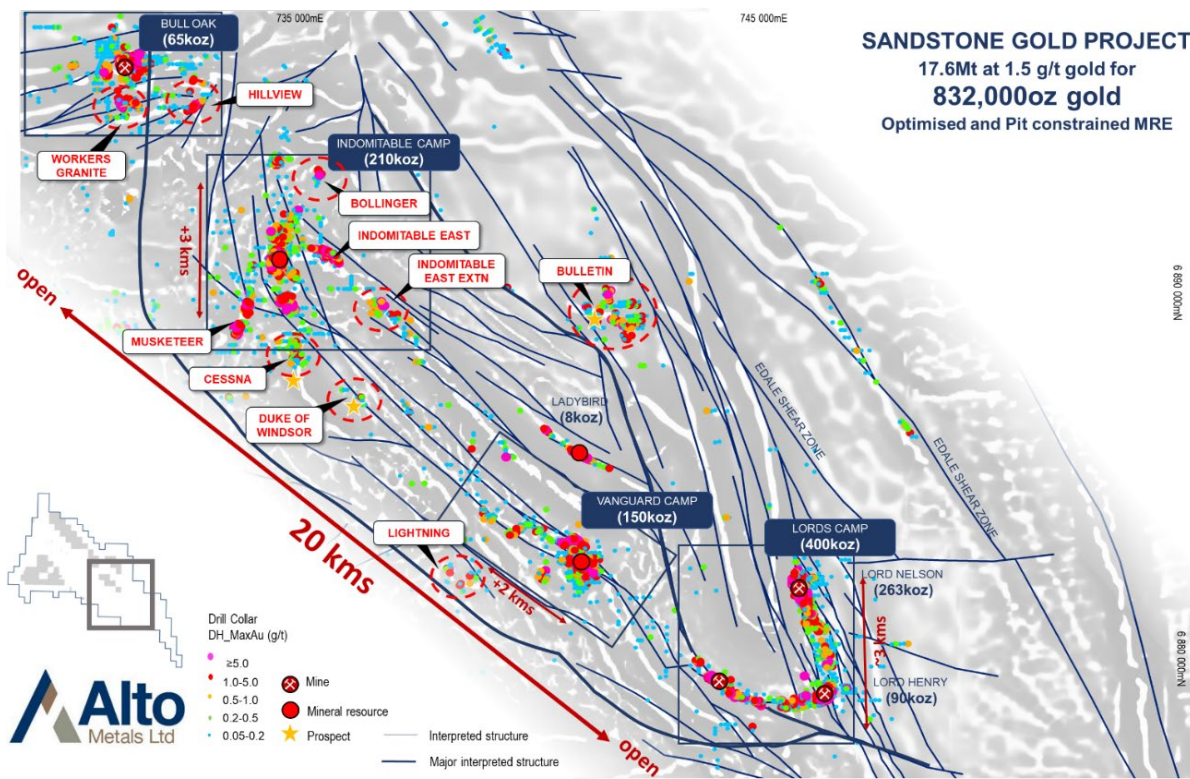 735 000mE
745 000mE
SANDSTONE GOLD PROJECT
17.6Mt at 1.5 g/t gold for
832,000oz gold
Optimised and Pit constrained MRE
BULL OAK
(65koz)
HILLVIEW
WORKERS
GRANITE
INDOMITABLE CAMP
(210koz)
BOLLINGER
+3 kms
INDOMITABLE EAST
INDOMITABLE
EAST EXTN
BULLETIN
6 890 000mN
open
MUSKETEER
CESSNA
DUKE OF
WINDSOR
LADYBIRD
(8koz)
EDALE SHEAR ZONE
EDALE SHEAR ZONE
20 kms
VANGUARD CAMP
(150koz)
LORDS CAMP
(400koz)
LIGHTNING
+2 kms
LORD NELSON
(263koz)
~3 kms
LORD HENRY
(90koz)
6 880 000mN
open
Drill Collar
DH_MaxAu (g/t)
≥5.0
1.0-5.0
0.5-1.0
0.2-0.5
0.05-0.2
Mine
Mineral resource
Prospect
Interpreted structure
Major interpreted structure
Alto
Metals Ltd